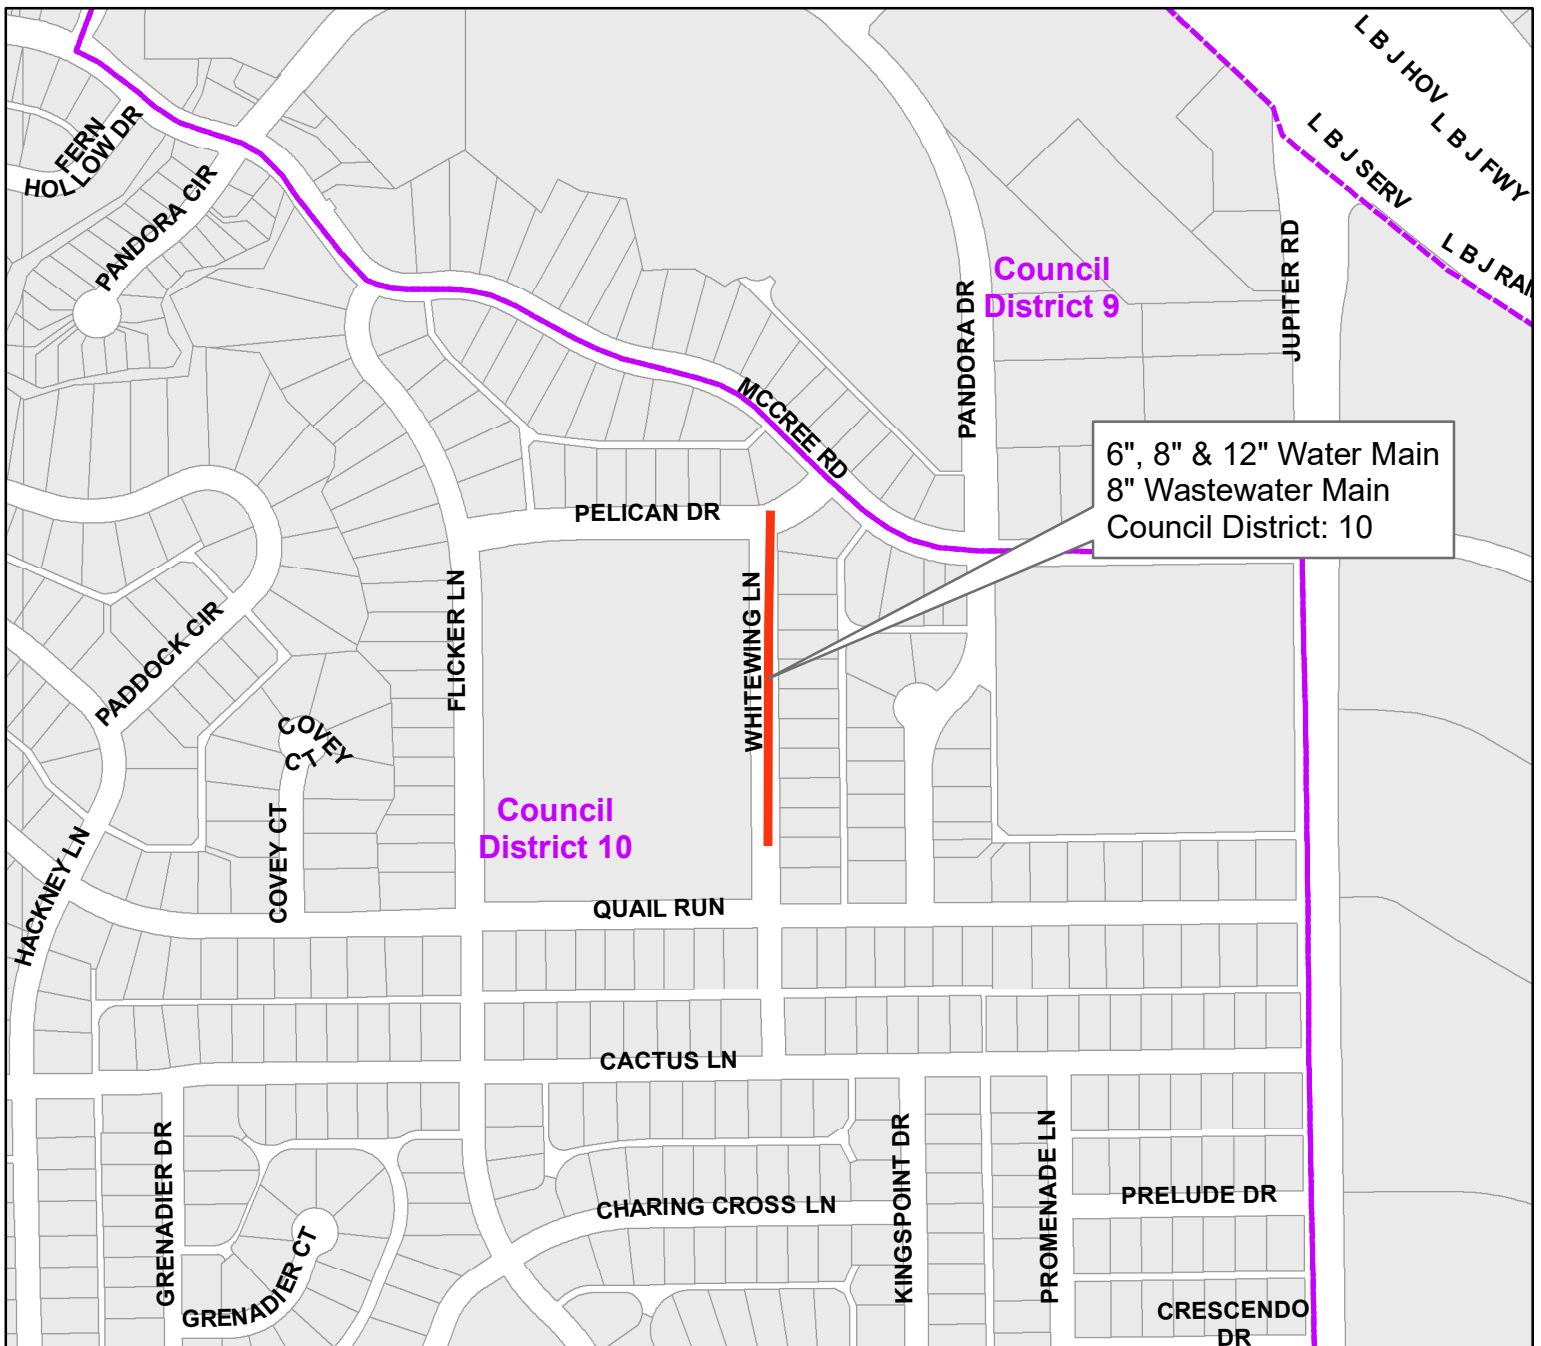 L B J HOV
L B J FWY
L B J SERV
FERN
HOLLOW DR
PANDORA CIR
JUPITER RD
Council
District 9
PANDORA DR
MCCREE RD
6", 8" & 12" Water Main
8" Wastewater Main
Council District: 10
PELICAN DR
FLICKER LN
WHITEWING LN
PADDOCK CIR
COVEY
CT
Council
District 10
COVEY CT
HACKNEY LN
QUAIL RUN
CACTUS LN
GRENADIER DR
KINGSPOINT DR
PROMENADE LN
PRELUDE DR
CHARING CROSS LN
GRENADIER CT
CRESCENDO
DR
L B J RAM